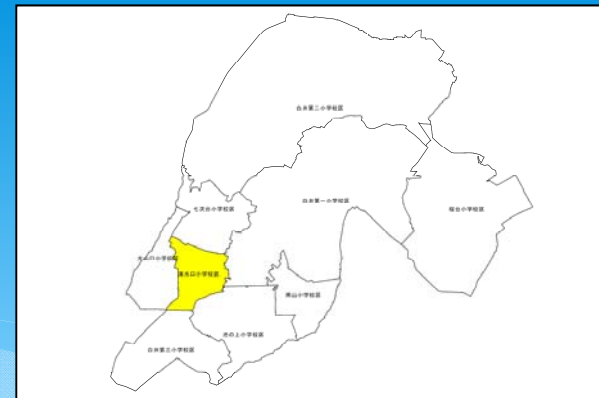 白井第二小学校区
白井第一小学校区
七次台小学校区
桜台小学校区
大山口小学校区
清水口小学校区
南山小学校区
池の上小学校区
白井第三小学校区